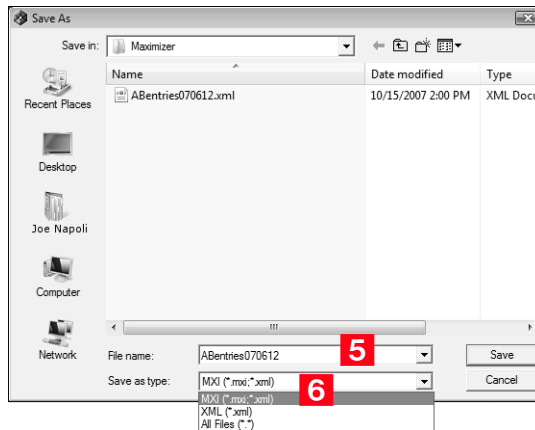 Save As
Save in:
Maximizer
Name
Date modified
Type
ABentries070612.xml
10/15/2007 2:00 PM
XML Docu
Recent Places
Desktop
Joe Napoli
Computer
Network
File name:
ABentries070612
5
Save
Save as type:
MXI (*.mxi;*.xml)
6
Cancel
MXI (*.mxi;*.xml)
XML (*.xml)
All Files (*.*)